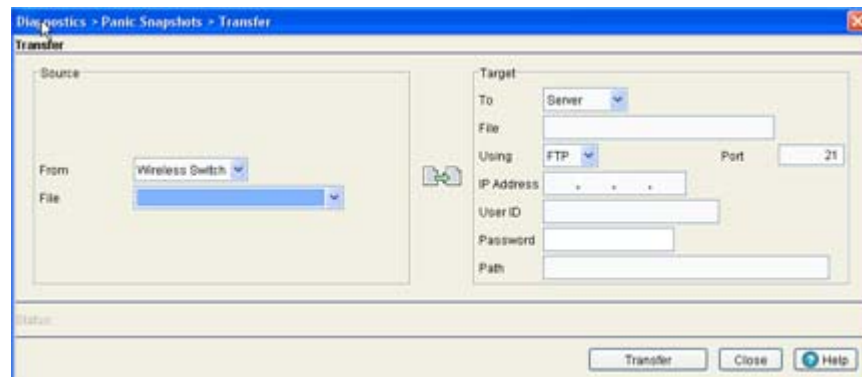 Diagnostics > Panic Snapshots > Transfer
Transfer
Source
From Wireless Switch
File
Target
To Server
File
Using FTP Port 21
IP Address . . .
User ID
Password
Path
Status
Transfer Close Help